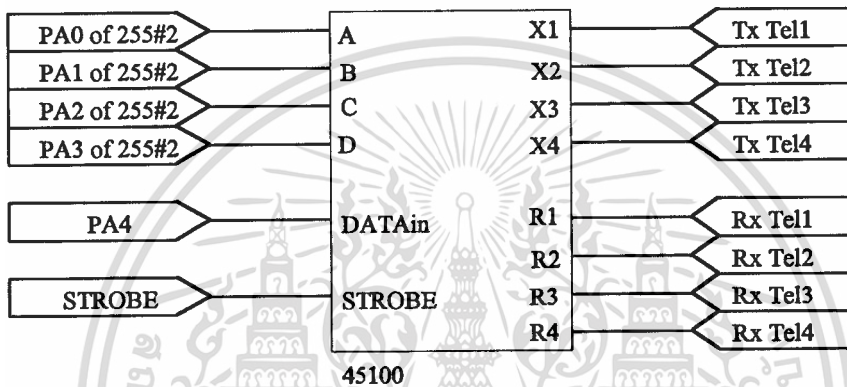 PA0 of 255#2 A X1 Tx Tel1
PA1 of 255#2 B X2 Tx Tel2
PA2 of 255#2 C X3 Tx Tel3
PA3 of 255#2 D X4 Tx Tel4
PA4 DATAin R1 Rx Tel1
R2 Rx Tel2
STROBE STROBE R3 Rx Tel3
R4 Rx Tel4
45100